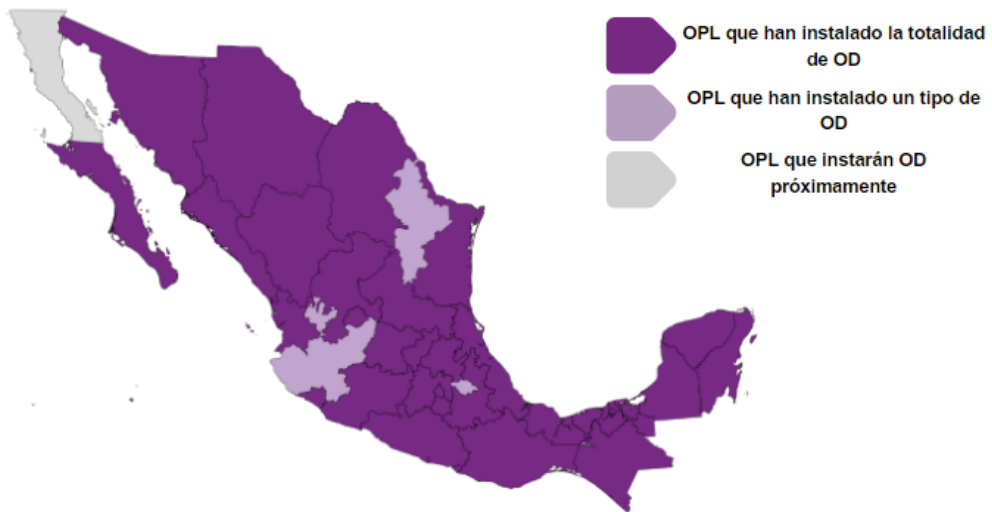 OPL que han instalado la totalidad
de OD
OPL que han instalado un tipo de
OD
OPL que instarán OD
próximamente